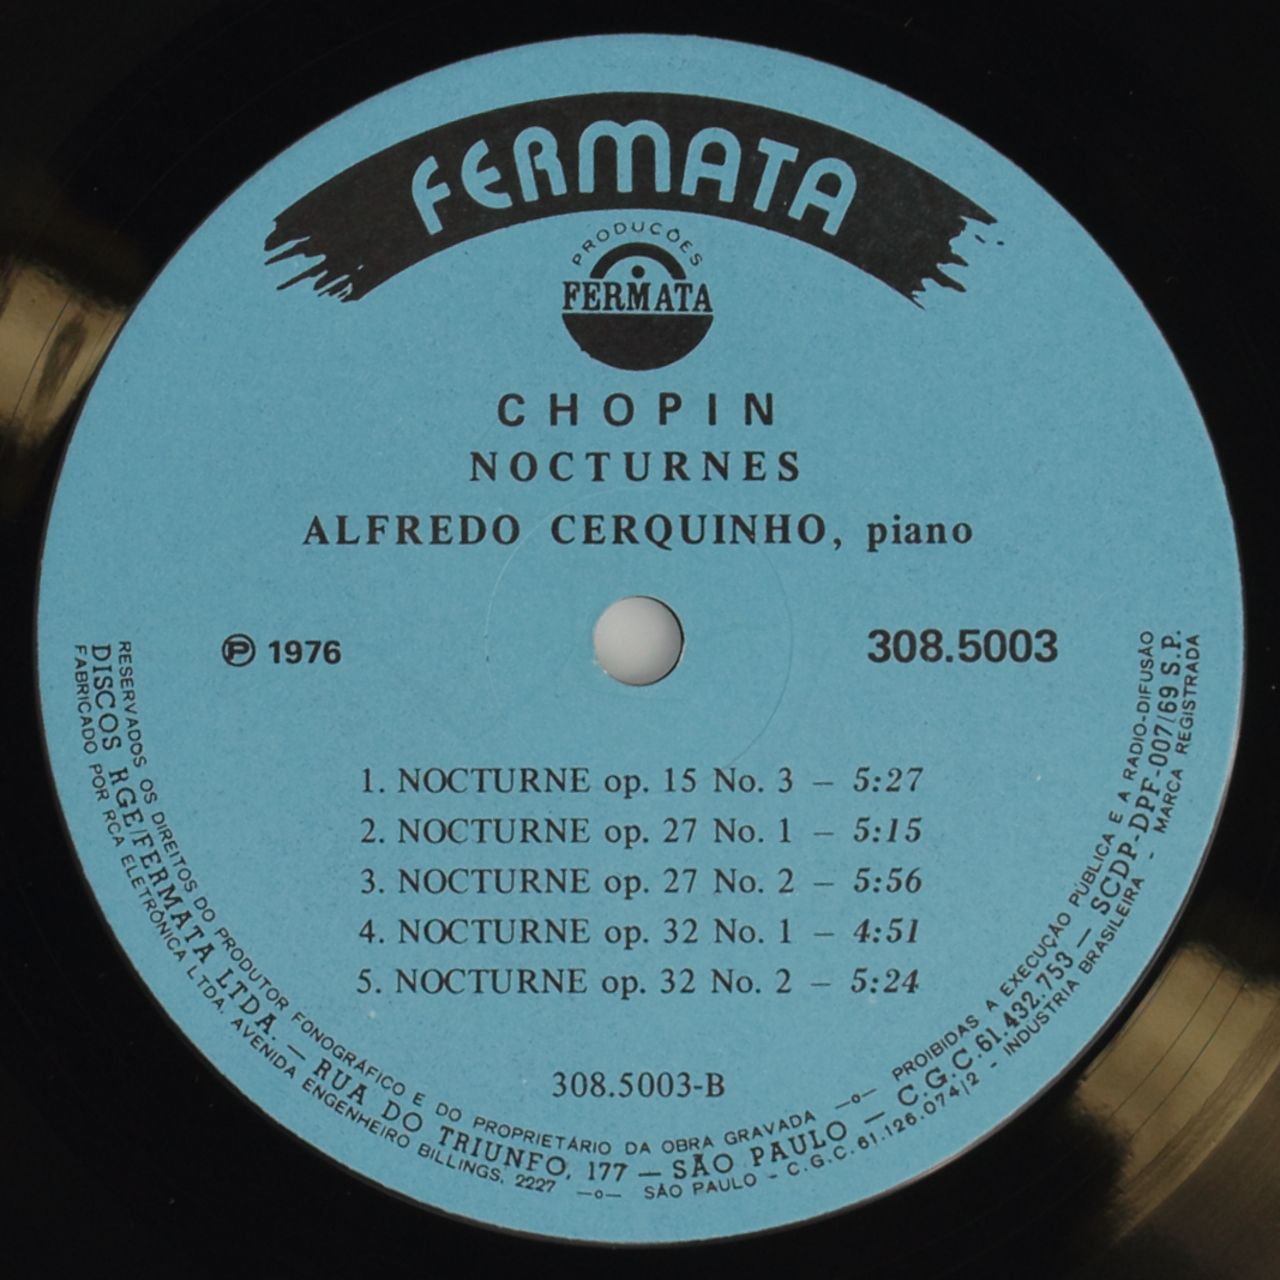 FERMATA
PRODUCÕES
FERMATA
CHOPIN
NOCTURNES
ALFREDO CERQUINHO, piano
℗ 1976
308.5003
1. NOCTURNE op. 15 No. 3 – 5:27
2. NOCTURNE op. 27 No. 1 – 5:15
3. NOCTURNE op. 27 No. 2 – 5:56
4. NOCTURNE op. 32 No. 1 – 4:51
5. NOCTURNE op. 32 No. 2 – 5:24
308.5003-B
RESERVADOS OS DIREITOS DO PRODUTOR FONOGRÁFICO E DO PROPRIETÁRIO DA OBRA GRAVADA —o— PROIBIDAS A EXECUÇÃO PÚBLICA E A RADIO-DIFUSÃO
DISCOS RGE/FERMATA LTDA. — RUA DO TRIUNFO, 177 — SÃO PAULO — C.G.C. 61.432.753 — SCDP-DPF-007/69 S.P.
FABRICADO POR RCA ELETRÔNICA LTDA. AVENIDA ENGENHEIRO BILLINGS, 2227 —o— SÃO PAULO - C.G.C. 61.126.074/2 - INDÚSTRIA BRASILEIRA - MARCA REGISTRADA